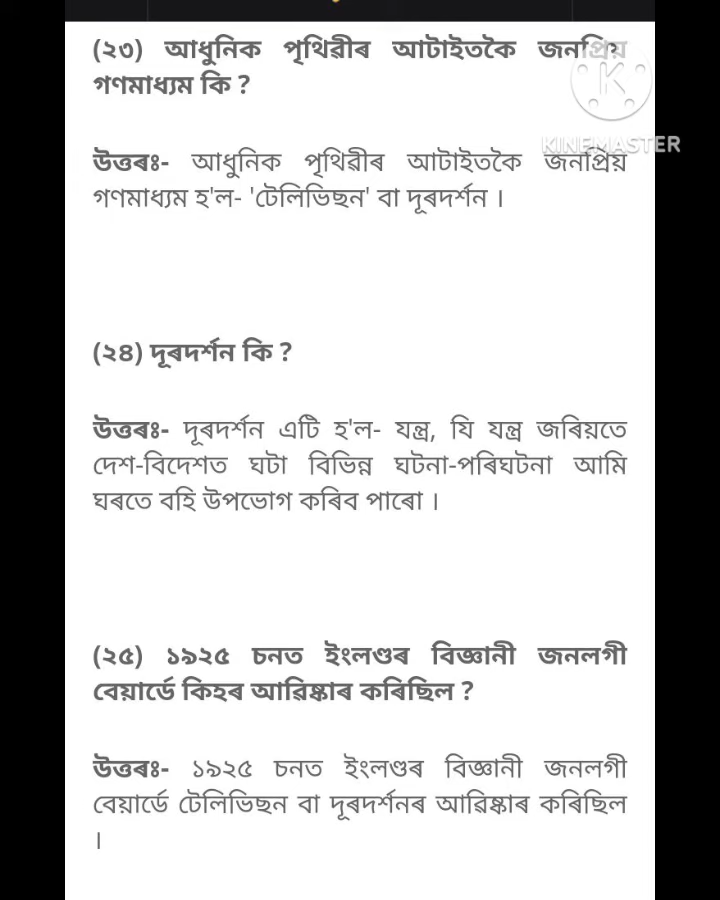 (২৩) আধুনিক পৃথিৱীৰ আটাইতকৈ জনপ্ৰিয়
গণমাধ্যম কি ?
K
KINEMASTER
উত্তৰঃ- আধুনিক পৃথিৱীৰ আটাইতকৈ জনপ্ৰিয়
গণমাধ্যম হ'ল- 'টেলিভিছন' বা দূৰদৰ্শন ।
(২৪) দূৰদৰ্শন কি ?
উত্তৰঃ- দূৰদৰ্শন এটি হ'ল- যন্ত্ৰ, যি যন্ত্ৰ জৰিয়তে
দেশ-বিদেশত ঘটা বিভিন্ন ঘটনা-পৰিঘটনা আমি
ঘৰতে বহি উপভোগ কৰিব পাৰো ।
(২৫) ১৯২৫ চনত ইংলণ্ডৰ বিজ্ঞানী জনলগী
বেয়াৰ্ডে কিহৰ আৱিষ্কাৰ কৰিছিল ?
উত্তৰঃ- ১৯২৫ চনত ইংলণ্ডৰ বিজ্ঞানী জনলগী
বেয়াৰ্ডে টেলিভিছন বা দূৰদৰ্শনৰ আৱিষ্কাৰ কৰিছিল
।